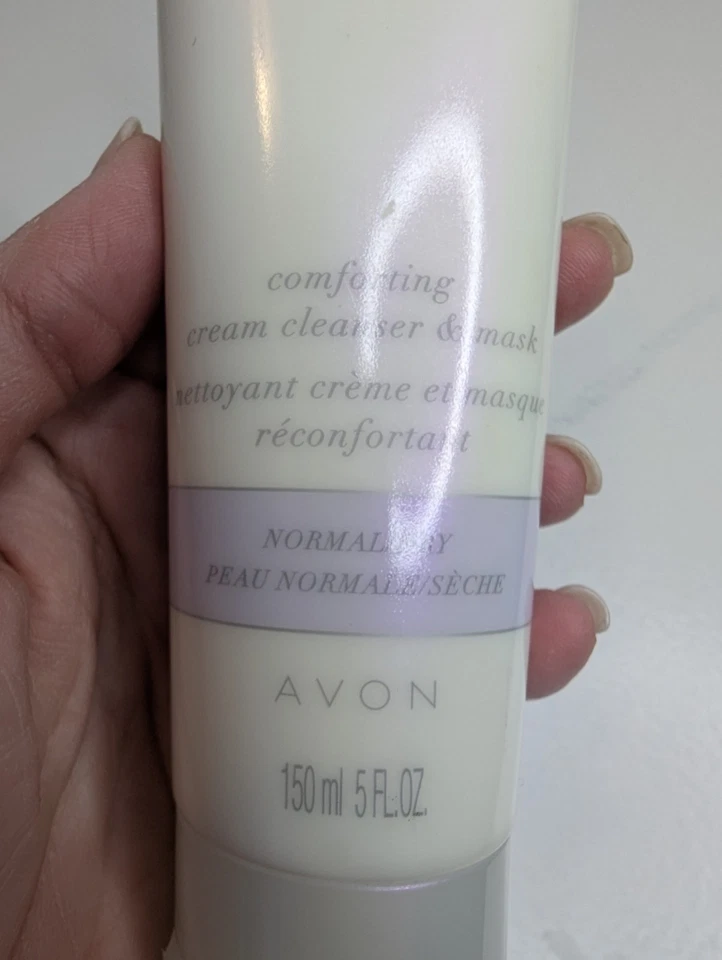 comforting
cream cleanser & mask
nettoyant crème et masque
réconfortant
NORMAL/DRY
PEAU NORMALE/SÈCHE
AVON
150 ml 5 FL.OZ.